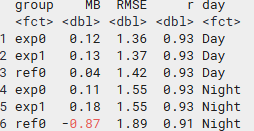 group MB RMSE r day
<fct> <dbl> <dbl> <dbl> <fct>
1 exp0 0.12 1.36 0.93 Day
2 exp1 0.13 1.37 0.93 Day
3 ref0 0.04 1.42 0.93 Day
4 exp0 0.11 1.55 0.93 Night
5 exp1 0.18 1.55 0.93 Night
6 ref0 -0.87 1.89 0.91 Night